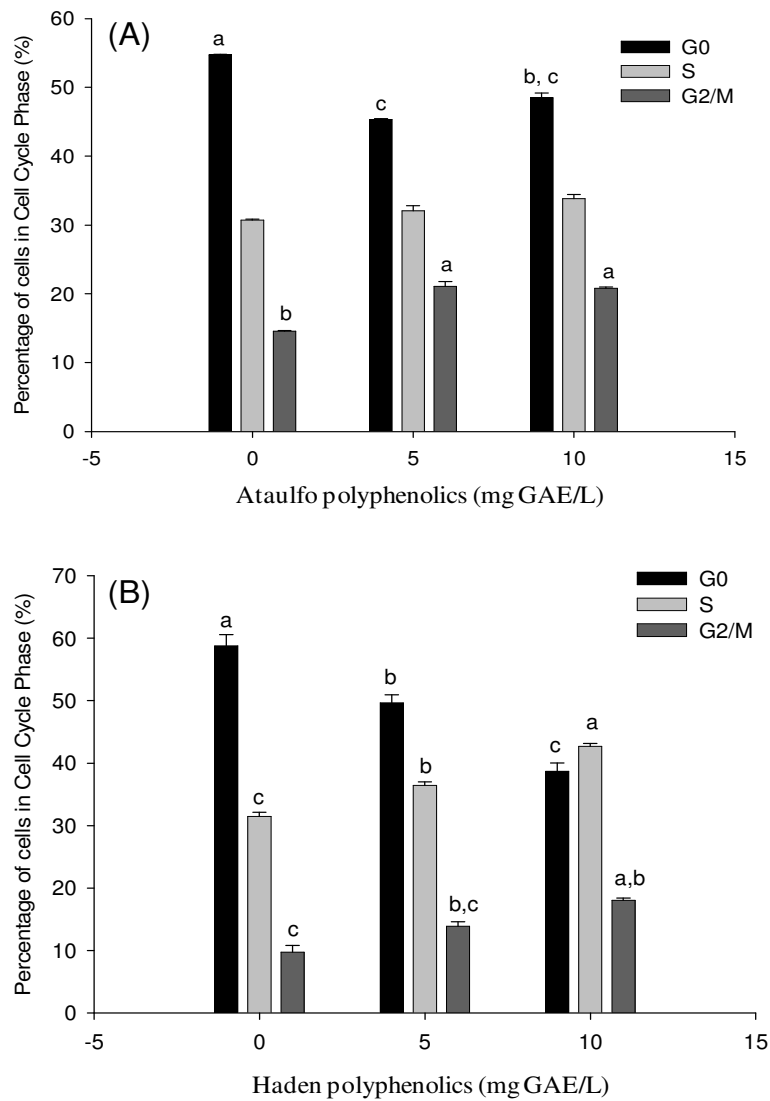 (A)
Percentage of cells in Cell Cycle Phase (%)
60
50
40
30
20
10
0
G0
S
G2/M
a
b
c
a
b, c
a
-5
0
5
10
15
Ataulfo polyphenolics (mg GAE/L)
(B)
Percentage of cells in Cell Cycle Phase (%)
70
60
50
40
30
20
10
0
G0
S
G2/M
a
c
c
b
b
b,c
c
a
a,b
-5
0
5
10
15
Haden polyphenolics (mg GAE/L)